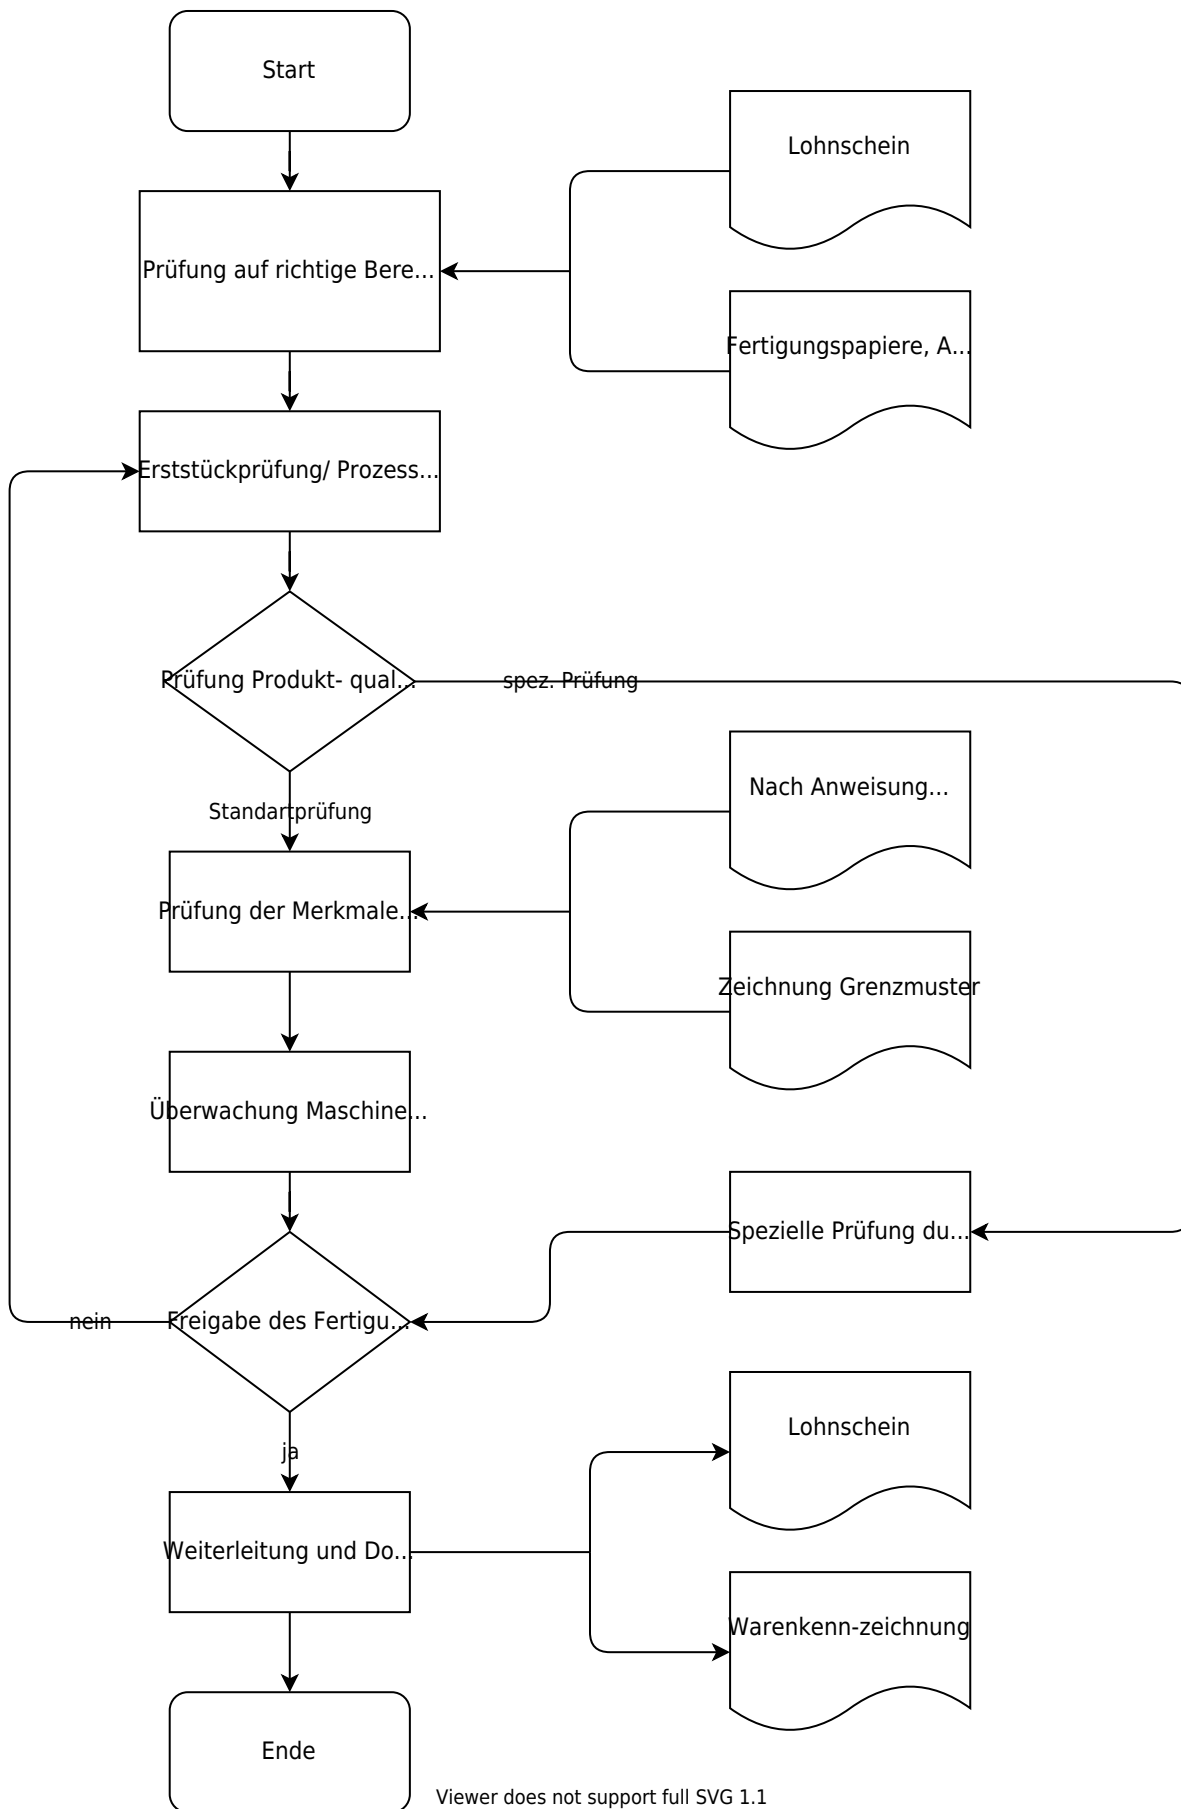 Start
Lohnschein
Prüfung auf richtige Bere...
Fertigungspapiere, A...
Erststückprüfung/ Prozess...
Prüfung Produkt- qual...
spez. Prüfung
Nach Anweisung...
Standartprüfung
Prüfung der Merkmale...
Zeichnung Grenzmuster
Überwachung Maschine...
Spezielle Prüfung du...
nein
Freigabe des Fertigu...
Lohnschein
ja
Weiterleitung und Do...
Warenkenn-zeichnung
Ende
Viewer does not support full SVG 1.1